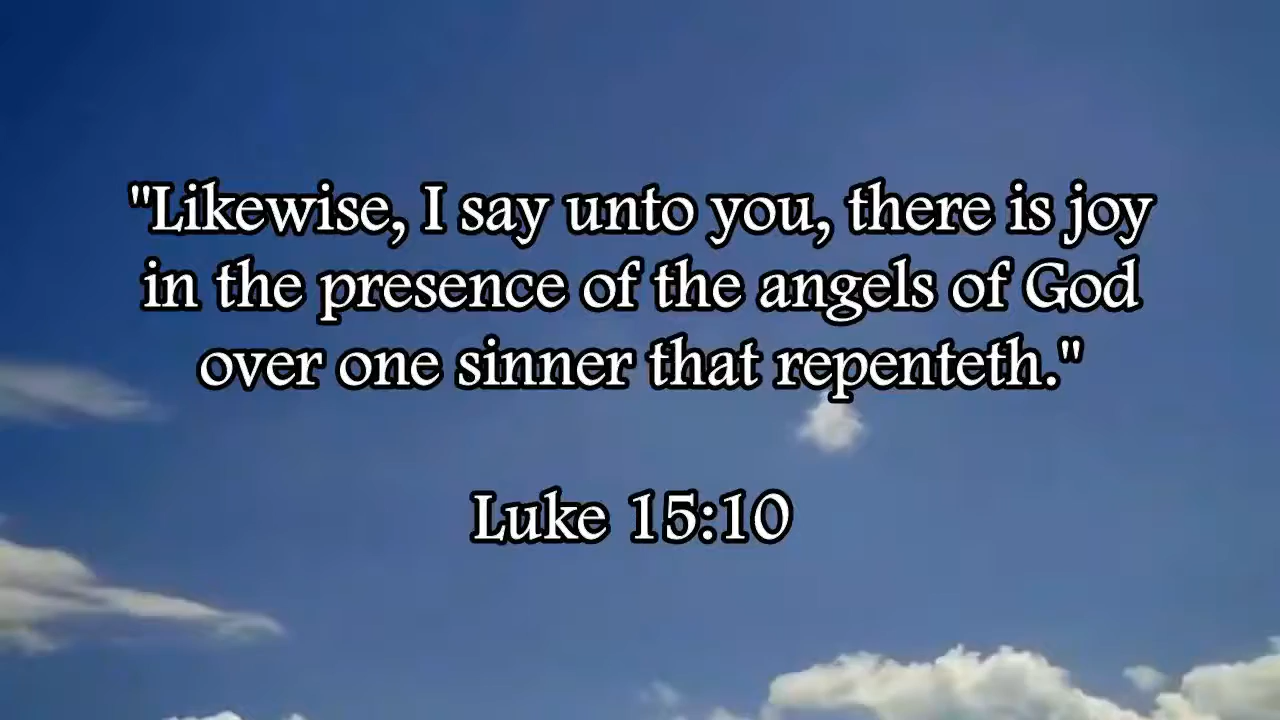 "Likewise, I say unto you, there is joy
in the presence of the angels of God
over one sinner that repenteth."
Luke 15:10